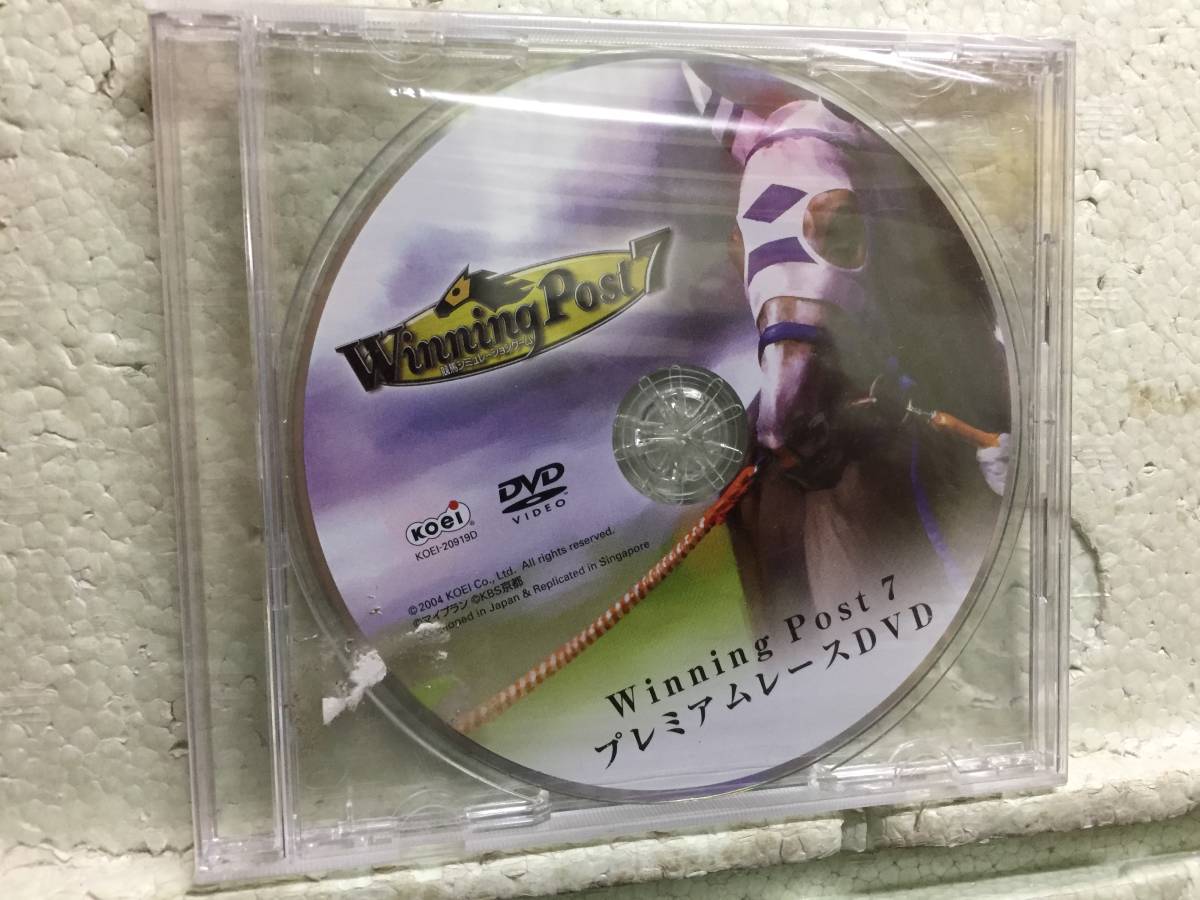 Winning Post 7
競馬シミュレーションゲーム
KOEI®
KOEI-20919D
DVD
VIDEO
©2004 KOEI Co., Ltd. All rights reserved.
©マイプラン ©KBS京都
in Japan & Replicated in Singapore
Winning Post 7
プレミアムレースDVD